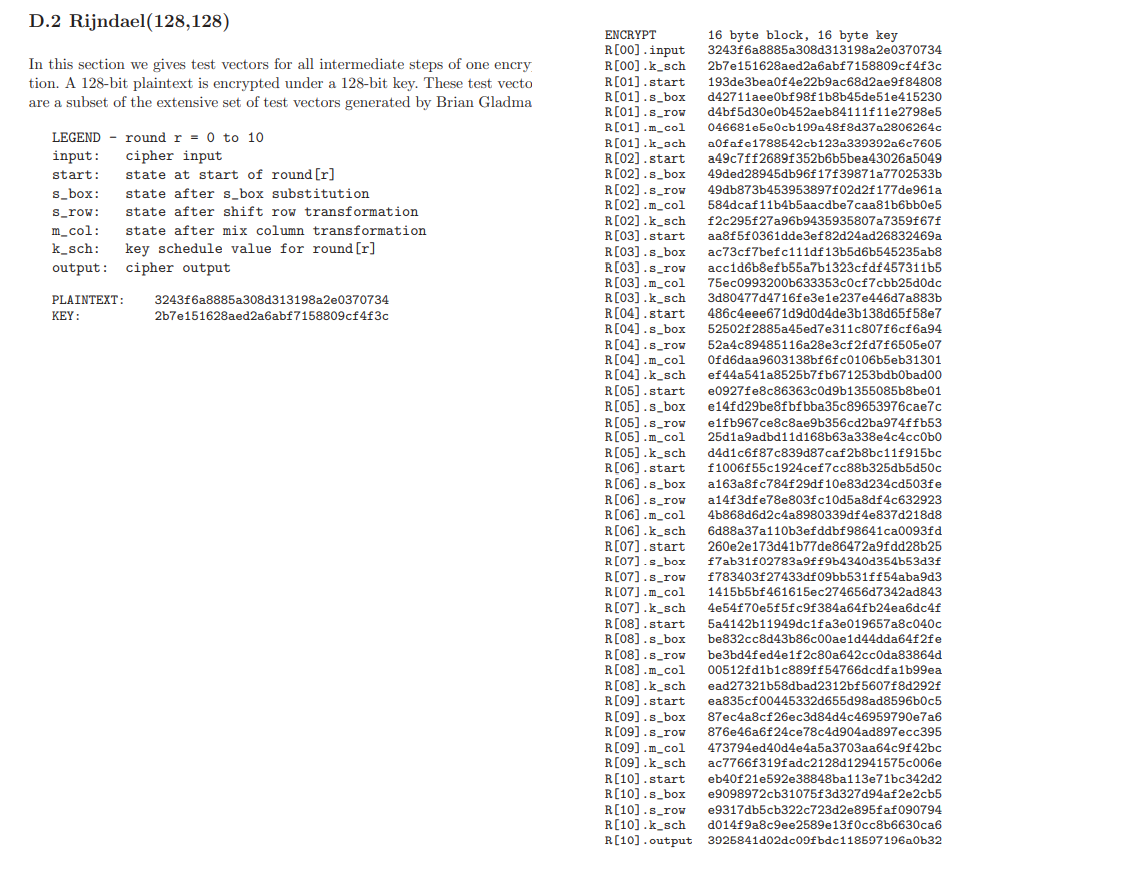 D.2 Rijndael(128,128)
In this section we gives test vectors for all intermediate steps of one encry
tion. A 128-bit plaintext is encrypted under a 128-bit key. These test vecto
are a subset of the extensive set of test vectors generated by Brian Gladma
LEGEND - round r = 0 to 10
input: cipher input
start: state at start of round[r]
s_box: state after s_box substitution
s_row: state after shift row transformation
m_col: state after mix column transformation
k_sch: key schedule value for round[r]
output: cipher output
PLAINTEXT: 3243f6a8885a308d313198a2e0370734
KEY: 2b7e151628aed2a6abf7158809cf4f3c
ENCRYPT 16 byte block, 16 byte key
R[00].input 3243f6a8885a308d313198a2e0370734
R[00].k_sch 2b7e151628aed2a6abf7158809cf4f3c
R[01].start 193de3bea0f4e22b9ac68d2ae9f84808
R[01].s_box d42711aee0bf98f1b8b45de51e415230
R[01].s_row d4bf5d30e0b452aeb84111f11e2798e5
R[01].m_col 046681e5e0cb199a48f8d37a2806264c
R[01].k_sch a0fafe1788542cb123a339392a6c7605
R[02].start a49c7ff2689f352b6b5bea43026a5049
R[02].s_box 49ded28945db96f17f39871a7702533b
R[02].s_row 49db873b453953897f02d2f177de961a
R[02].m_col 584dcaf11b4b5aacdbe7caa81b6bb0e5
R[02].k_sch f2c295f27a96b9435935807a7359f67f
R[03].start aa8f5f0361dde3ef82d24ad26832469a
R[03].s_box ac73cf7befc111df13b5d6b545235ab8
R[03].s_row acc1d6b8efb55a7b1323cfdf457311b5
R[03].m_col 75ec0993200b633353c0cf7cbb25d0dc
R[03].k_sch 3d80477d4716fe3e1e237e446d7a883b
R[04].start 486c4eee671d9d0d4de3b138d65f58e7
R[04].s_box 52502f2885a45ed7e311c807f6cf6a94
R[04].s_row 52a4c89485116a28e3cf2fd7f6505e07
R[04].m_col 0fd6daa9603138bf6fc0106b5eb31301
R[04].k_sch ef44a541a8525b7fb671253bdb0bad00
R[05].start e0927fe8c86363c0d9b1355085b8be01
R[05].s_box e14fd29be8fbfbba35c89653976cae7c
R[05].s_row e1fb967ce8c8ae9b356cd2ba974ffb53
R[05].m_col 25d1a9adbd11d168b63a338e4c4cc0b0
R[05].k_sch d4d1c6f87c839d87caf2b8bc11f915bc
R[06].start f1006f55c1924cef7cc88b325db5d50c
R[06].s_box a163a8fc784f29df10e83d234cd503fe
R[06].s_row a14f3dfe78e803fc10d5a8df4c632923
R[06].m_col 4b868d6d2c4a8980339df4e837d218d8
R[06].k_sch 6d88a37a110b3efddbf98641ca0093fd
R[07].start 260e2e173d41b77de86472a9fdd28b25
R[07].s_box f7ab31f02783a9ff9b4340d354b53d3f
R[07].s_row f783403f27433df09bb531ff54aba9d3
R[07].m_col 1415b5bf461615ec274656d7342ad843
R[07].k_sch 4e54f70e5f5fc9f384a64fb24ea6dc4f
R[08].start 5a4142b11949dc1fa3e019657a8c040c
R[08].s_box be832cc8d43b86c00ae1d44dda64f2fe
R[08].s_row be3bd4fed4e1f2c80a642cc0da83864d
R[08].m_col 00512fd1b1c889ff54766dcdfa1b99ea
R[08].k_sch ead27321b58dbad2312bf5607f8d292f
R[09].start ea835cf00445332d655d98ad8596b0c5
R[09].s_box 87ec4a8cf26ec3d84d4c46959790e7a6
R[09].s_row 876e46a6f24ce78c4d904ad897ecc395
R[09].m_col 473794ed40d4e4a5a3703aa64c9f42bc
R[09].k_sch ac7766f319fadc2128d12941575c006e
R[10].start eb40f21e592e38848ba113e71bc342d2
R[10].s_box e9098972cb31075f3d327d94af2e2cb5
R[10].s_row e9317db5cb322c723d2e895faf090794
R[10].k_sch d014f9a8c9ee2589e13f0cc8b6630ca6
R[10].output 3925841d02dc09fbdc118597196a0b32